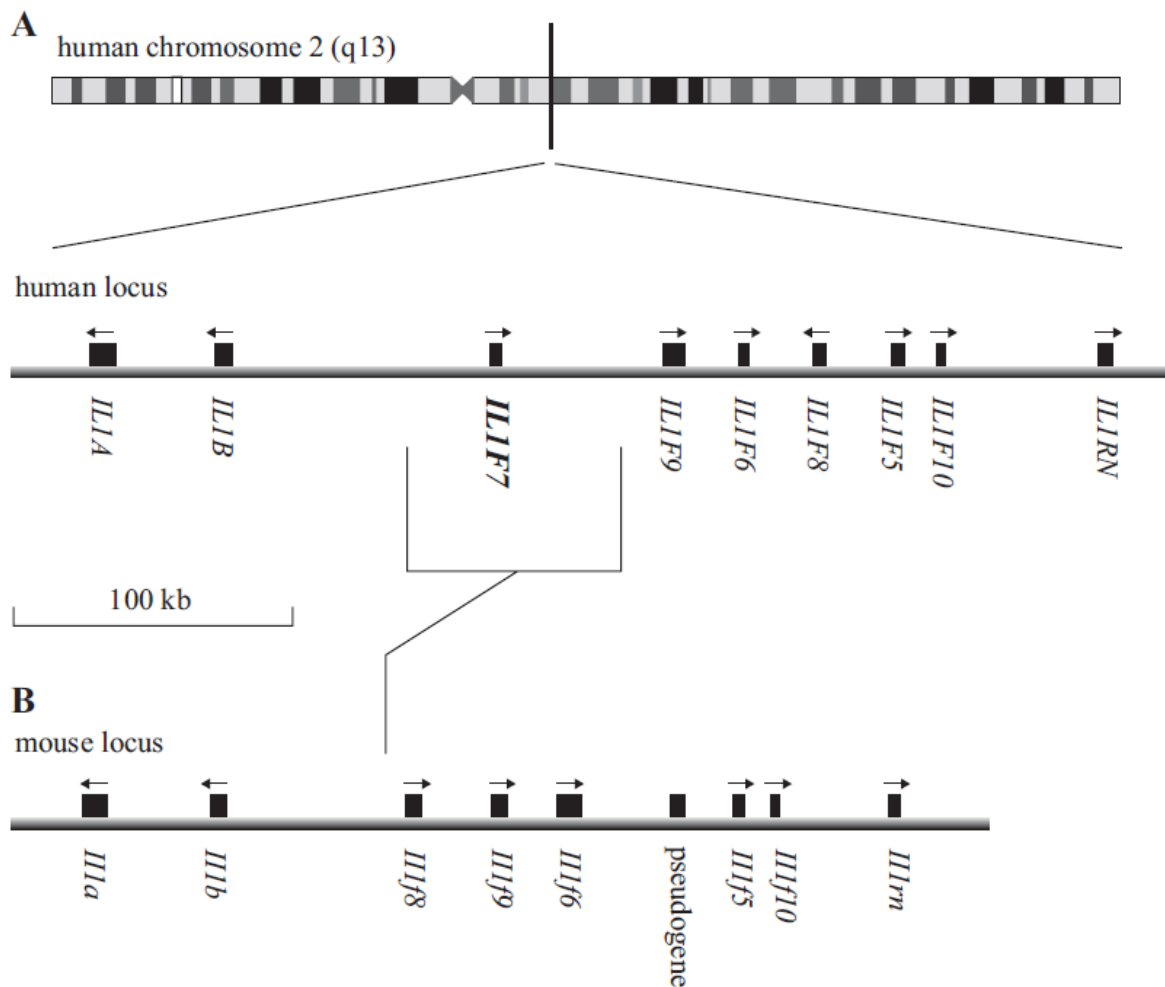 A
human chromosome 2 (q13)
human locus
IL1A
IL1B
IL1F7
IL1F9
IL1F6
IL1F8
IL1F5
IL1F10
IL1RN
100 kb
B
mouse locus
Il1a
Il1b
Il1f8
Il1f9
Il1f6
pseudogene
Il1f5
Il1f10
Il1rn